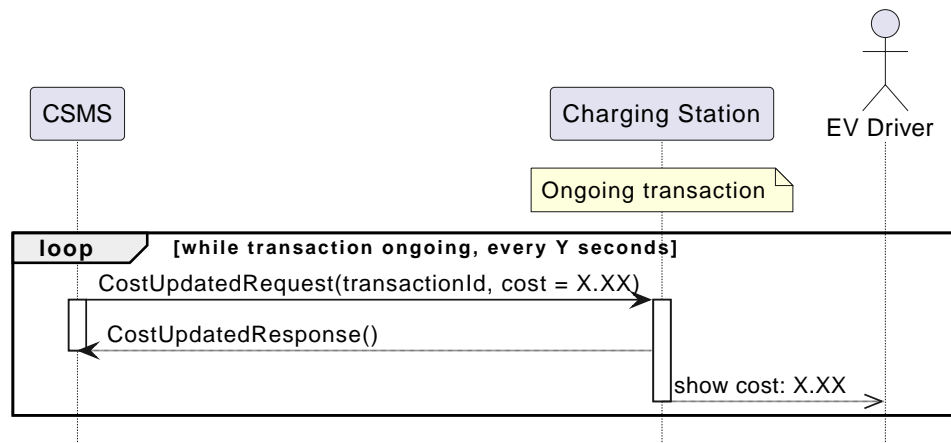 CSMS
Charging Station
EV Driver
Ongoing transaction
loop [while transaction ongoing, every Y seconds]
CostUpdatedRequest(transactionId, cost = X.XX)
CostUpdatedResponse()
show cost: X.XX